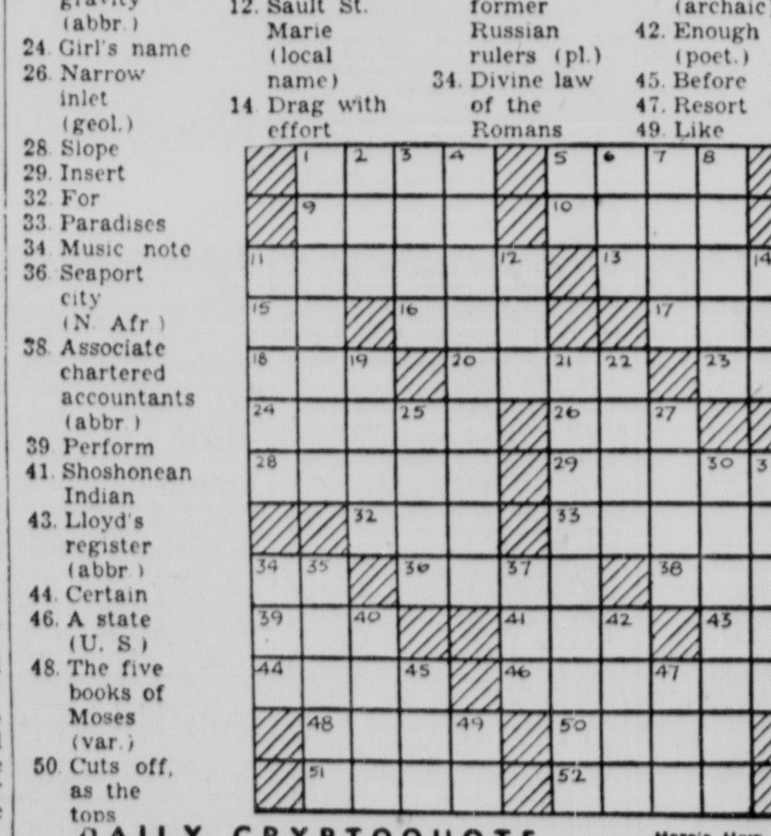 gravity
(abbr.)
24. Girl's name
26. Narrow
inlet
(geol.)
28. Slope
29. Insert
32. For
33. Paradises
34. Music note
36. Seaport
city
(N. Afr.)
38. Associate
chartered
accountants
(abbr.)
39. Perform
41. Shoshonean
Indian
43. Lloyd's
register
(abbr.)
44. Certain
46. A state
(U. S.)
48. The five
books of
Moses
(var.)
50. Cuts off,
as the
tops
12. Sault St.
Marie
(local
name)
14. Drag with
effort
former
Russian
rulers (pl.)
34. Divine law
of the
Romans
(archaic
42. Enough
(poet.)
45. Before
47. Resort
49. Like
1 2 3 4 5 6 7 8
9 10
11 12 13 14
15 16 17
18 19 20 21 22 23
24 25 26 27
28 29 30 3
32 33
34 35 36 37 38
39 40 41 42 43
44 45 46 47
48 49 50
51 52
DAILY CRYPTOQUOTE